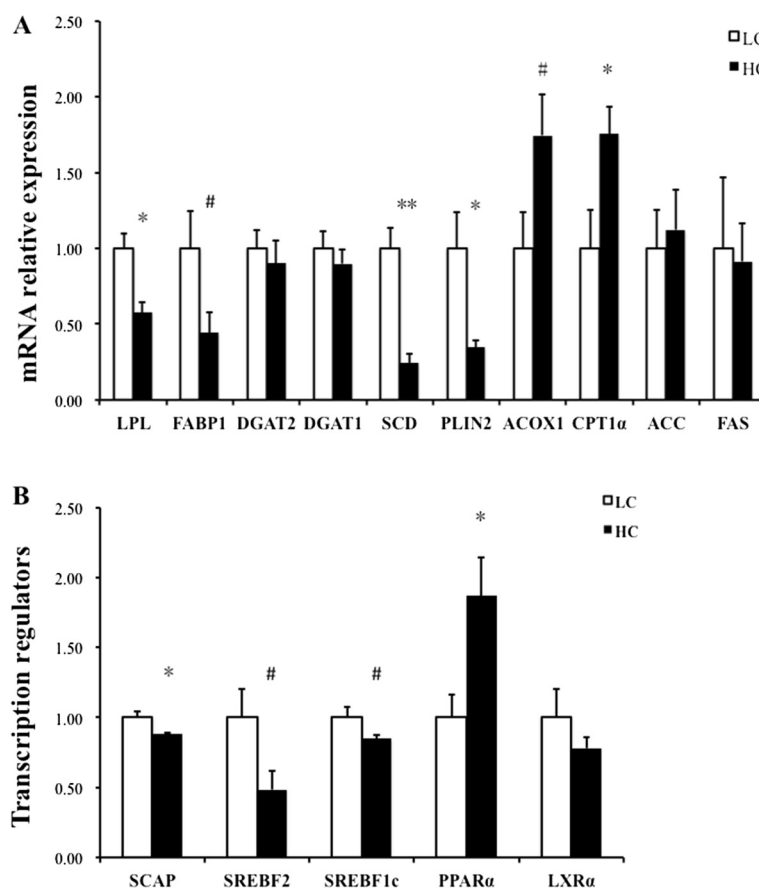 A
mRNA relative expression
2.50
2.00
1.50
1.00
0.50
0.00
LC
HC
* # ** * # *
LPL FABP1 DGAT2 DGAT1 SCD PLIN2 ACOX1 CPT1α ACC FAS
B
Transcription regulators
2.50
2.00
1.50
1.00
0.50
0.00
LC
HC
* # # *
SCAP SREBF2 SREBF1c PPARα LXRα